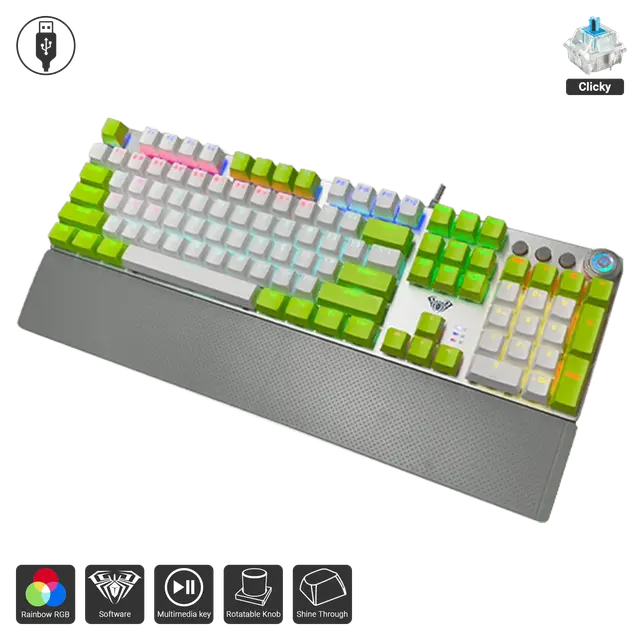 Clicky
Rainbow RGB
Software
Multimedia key
Rotatable Knob
Shine Through